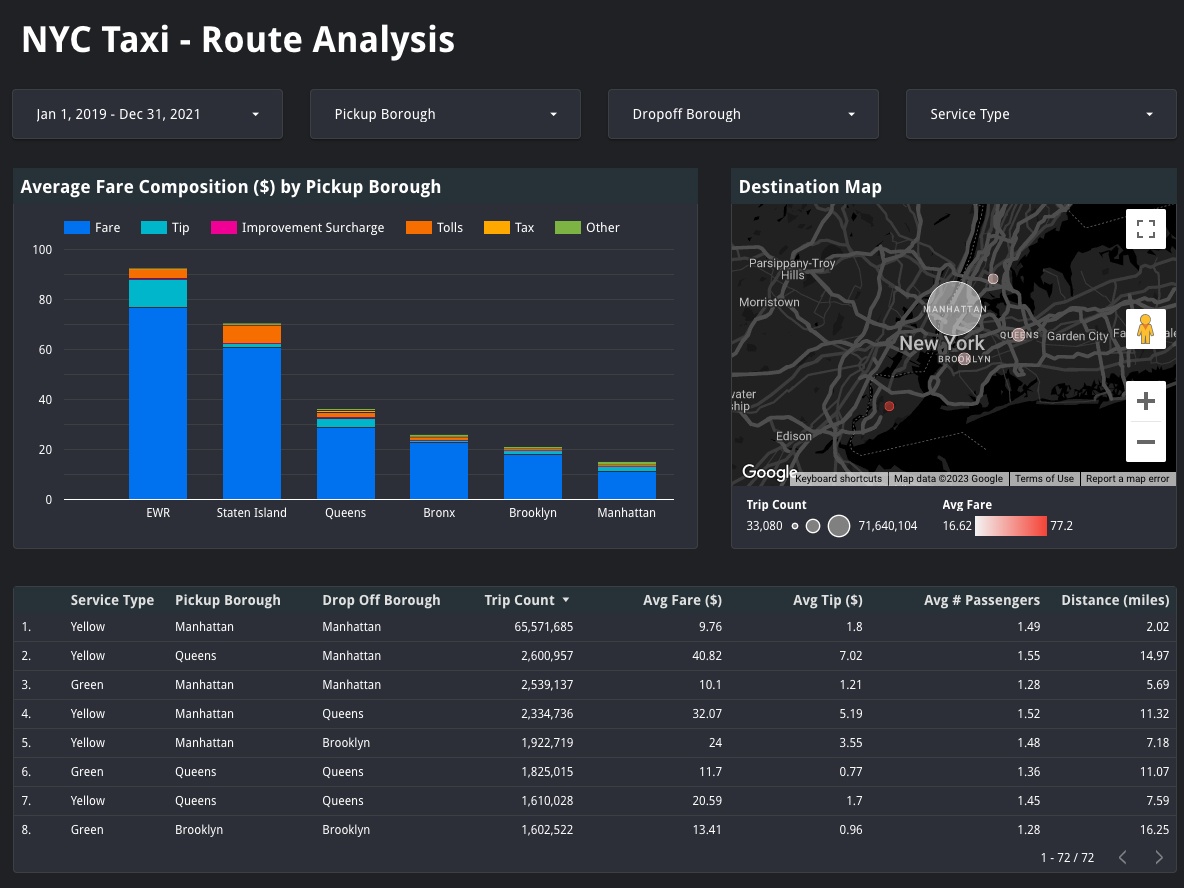 NYC Taxi - Route Analysis
Jan 1, 2019 - Dec 31, 2021 Pickup Borough Dropoff Borough Service Type
Average Fare Composition ($) by Pickup Borough
Fare Tip Improvement Surcharge Tolls Tax Other
100
80
60
40
20
0
EWR Staten Island Queens Bronx Brooklyn Manhattan
Destination Map
Parsippany-Troy
Hills
Morristown
MANHATTAN
QUEENS Garden City
New York
BROOKLYN
Edison
Google
Keyboard shortcuts Map data ©2023 Google Terms of Use Report a map error
Trip Count Avg Fare
33,080 71,640,104 16.62 77.2
Service Type Pickup Borough Drop Off Borough Trip Count Avg Fare ($) Avg Tip ($) Avg # Passengers Distance (miles)
1. Yellow Manhattan Manhattan 65,571,685 9.76 1.8 1.49 2.02
2. Yellow Queens Manhattan 2,600,957 40.82 7.02 1.55 14.97
3. Green Manhattan Manhattan 2,539,137 10.1 1.21 1.28 5.69
4. Yellow Manhattan Queens 2,334,736 32.07 5.19 1.52 11.32
5. Yellow Manhattan Brooklyn 1,922,719 24 3.55 1.48 7.18
6. Green Queens Queens 1,825,015 11.7 0.77 1.36 11.07
7. Yellow Queens Queens 1,610,028 20.59 1.7 1.45 7.59
8. Green Brooklyn Brooklyn 1,602,522 13.41 0.96 1.28 16.25
1 - 72 / 72